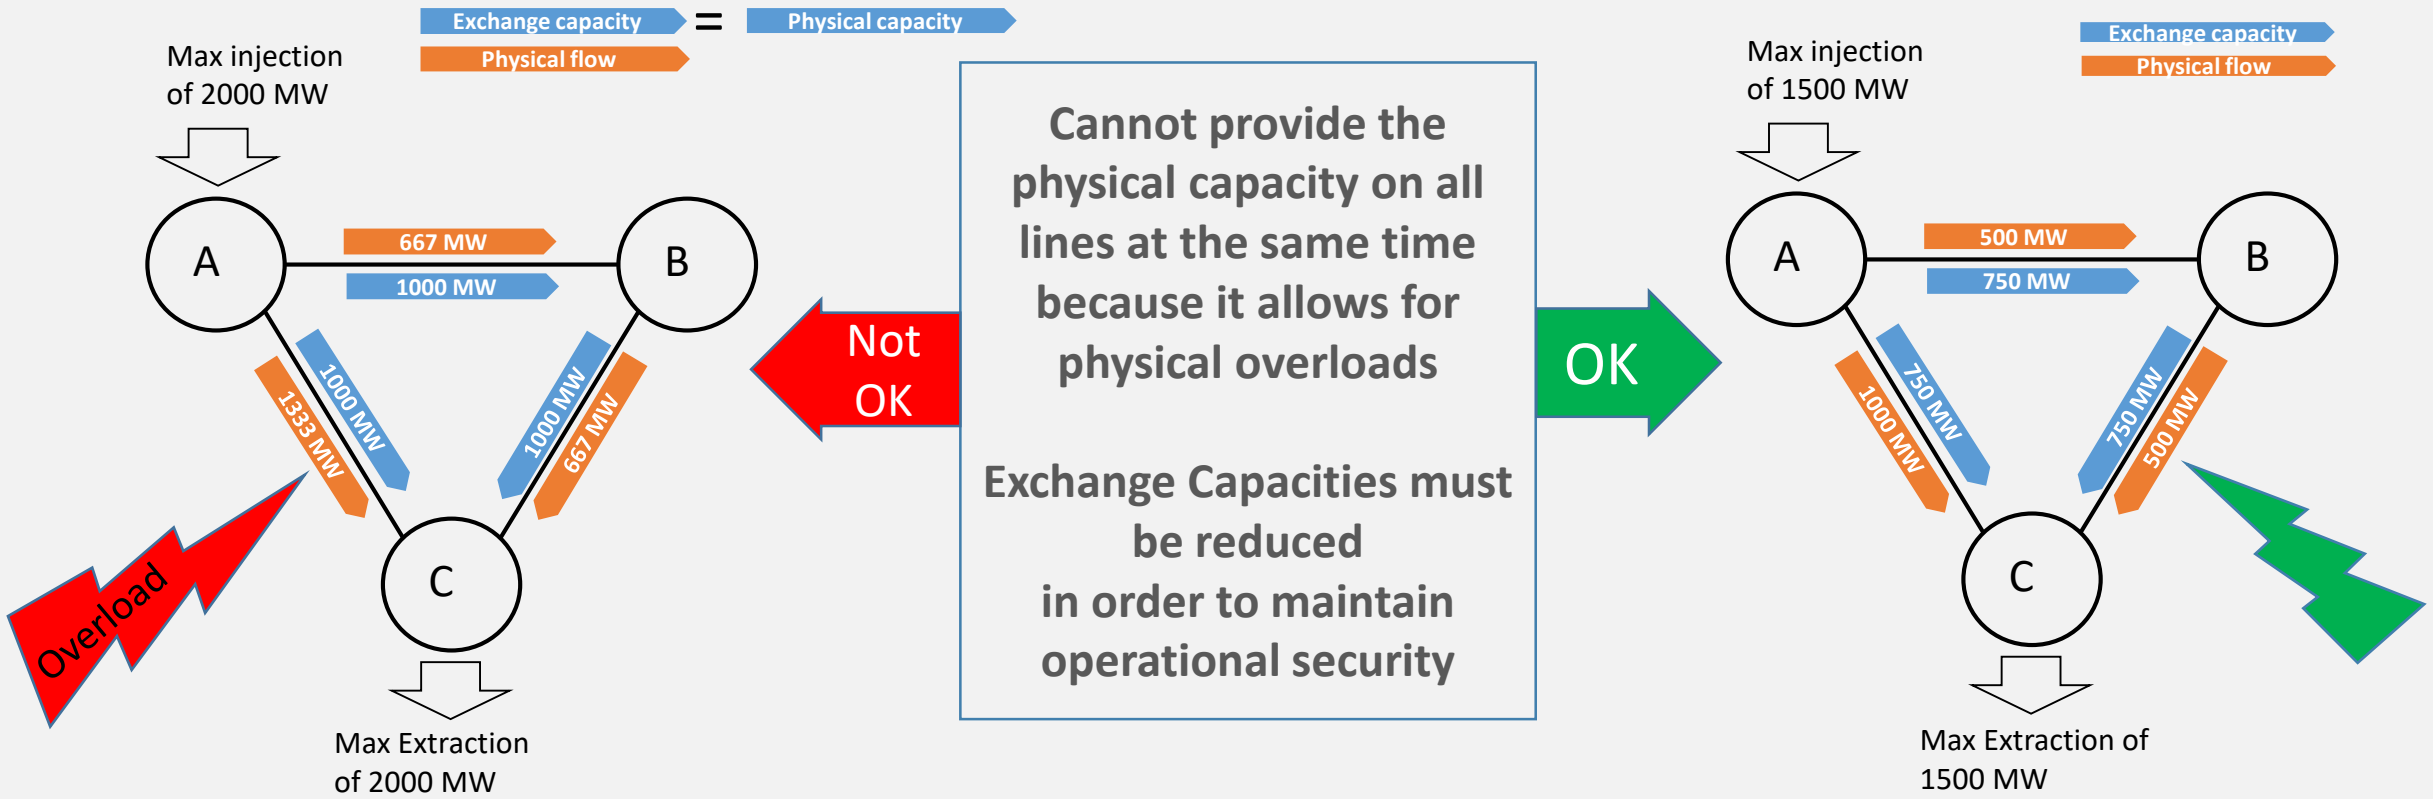 Exchange capacity = Physical capacity
Physical flow
Max injection
of 2000 MW
A
B
C
667 MW
1000 MW
1000 MW
1333 MW
1000 MW
667 MW
Overload
Max Extraction
of 2000 MW
Not
OK
Cannot provide the
physical capacity on all
lines at the same time
because it allows for
physical overloads
Exchange Capacities must
be reduced
in order to maintain
operational security
OK
Exchange capacity
Physical flow
Max injection
of 1500 MW
A
B
C
500 MW
750 MW
750 MW
1000 MW
750 MW
500 MW
Max Extraction of
1500 MW